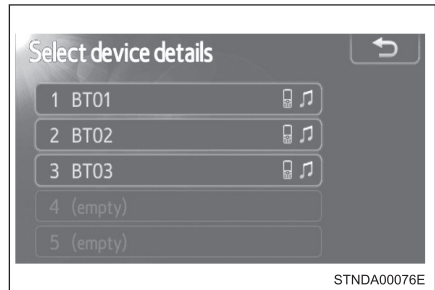 Select device details
1 BT01
2 BT02
3 BT03
4 (empty)
5 (empty)
STNDA00076E